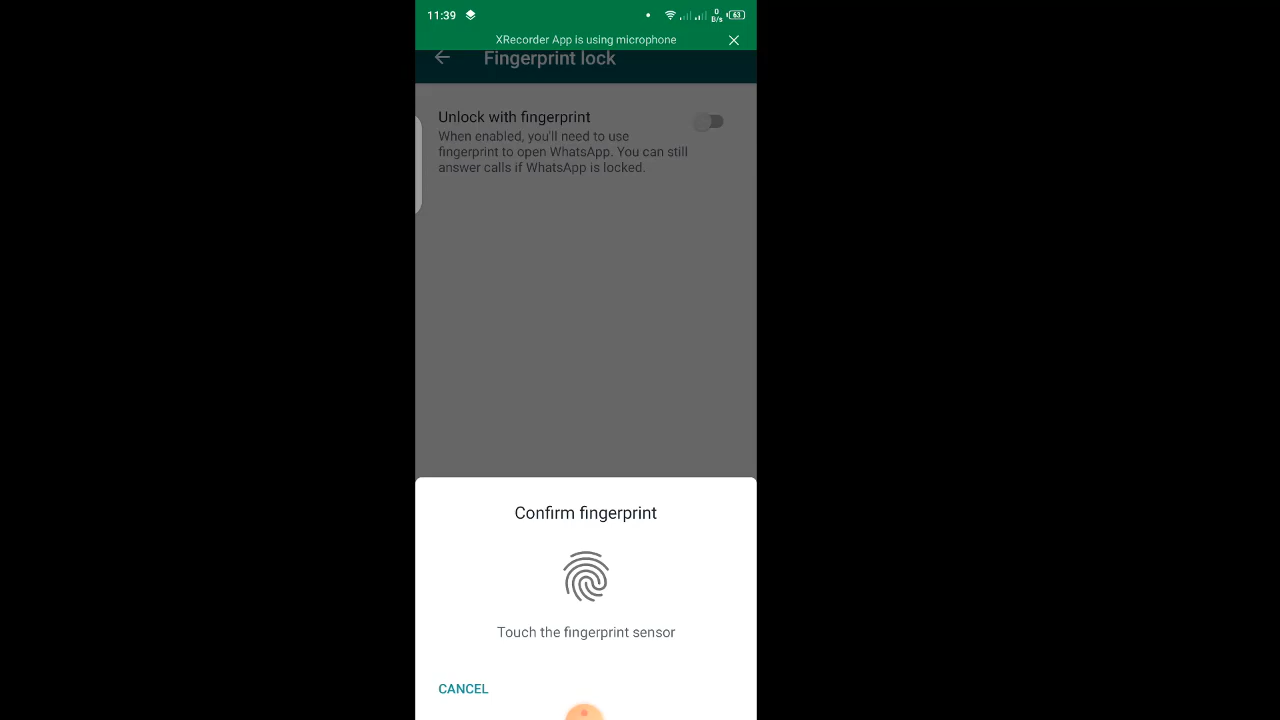 11:39
0
B/s
63
XRecorder App is using microphone
Fingerprint lock
Unlock with fingerprint
When enabled, you'll need to use
fingerprint to open WhatsApp. You can still
answer calls if WhatsApp is locked.
Confirm fingerprint
Touch the fingerprint sensor
CANCEL